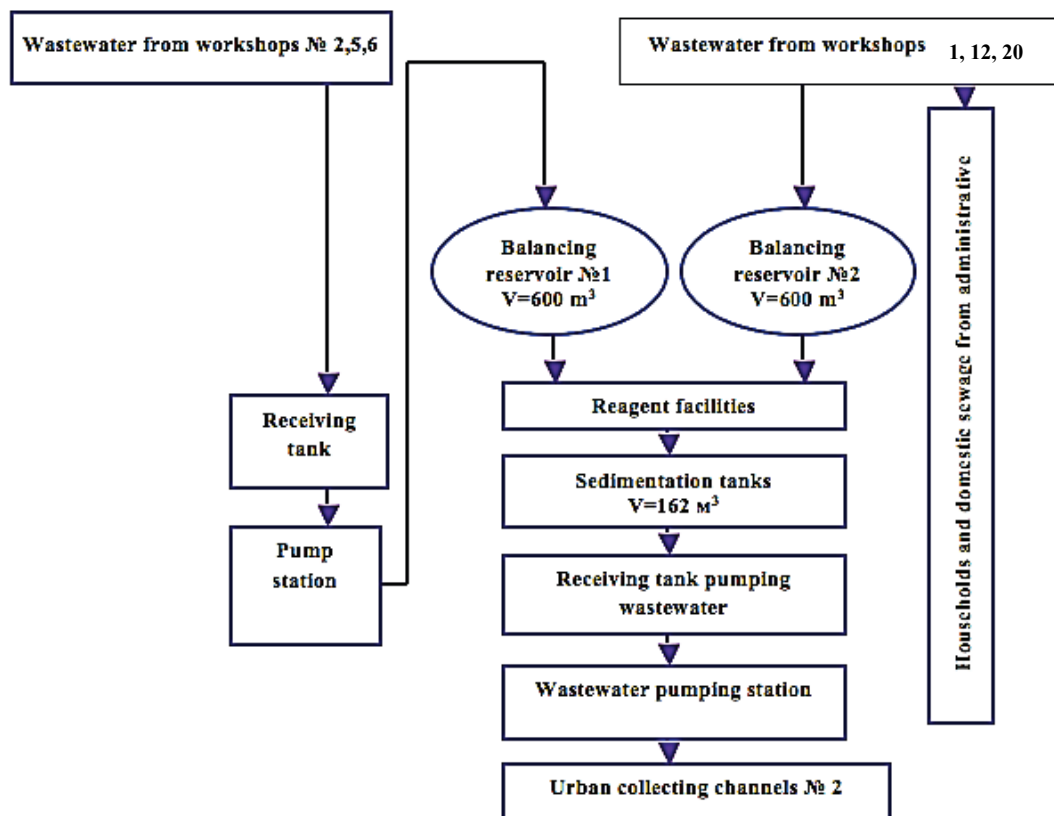 Wastewater from workshops № 2,5,6
Wastewater from workshops 1, 12, 20
Households and domestic sewage from administrative
Balancing
reservoir №1
V=600 m³
Balancing
reservoir №2
V=600 m³
Receiving
tank
Reagent facilities
Sedimentation tanks
V=162 м³
Pump
station
Receiving tank pumping
wastewater
Wastewater pumping station
Urban collecting channels № 2